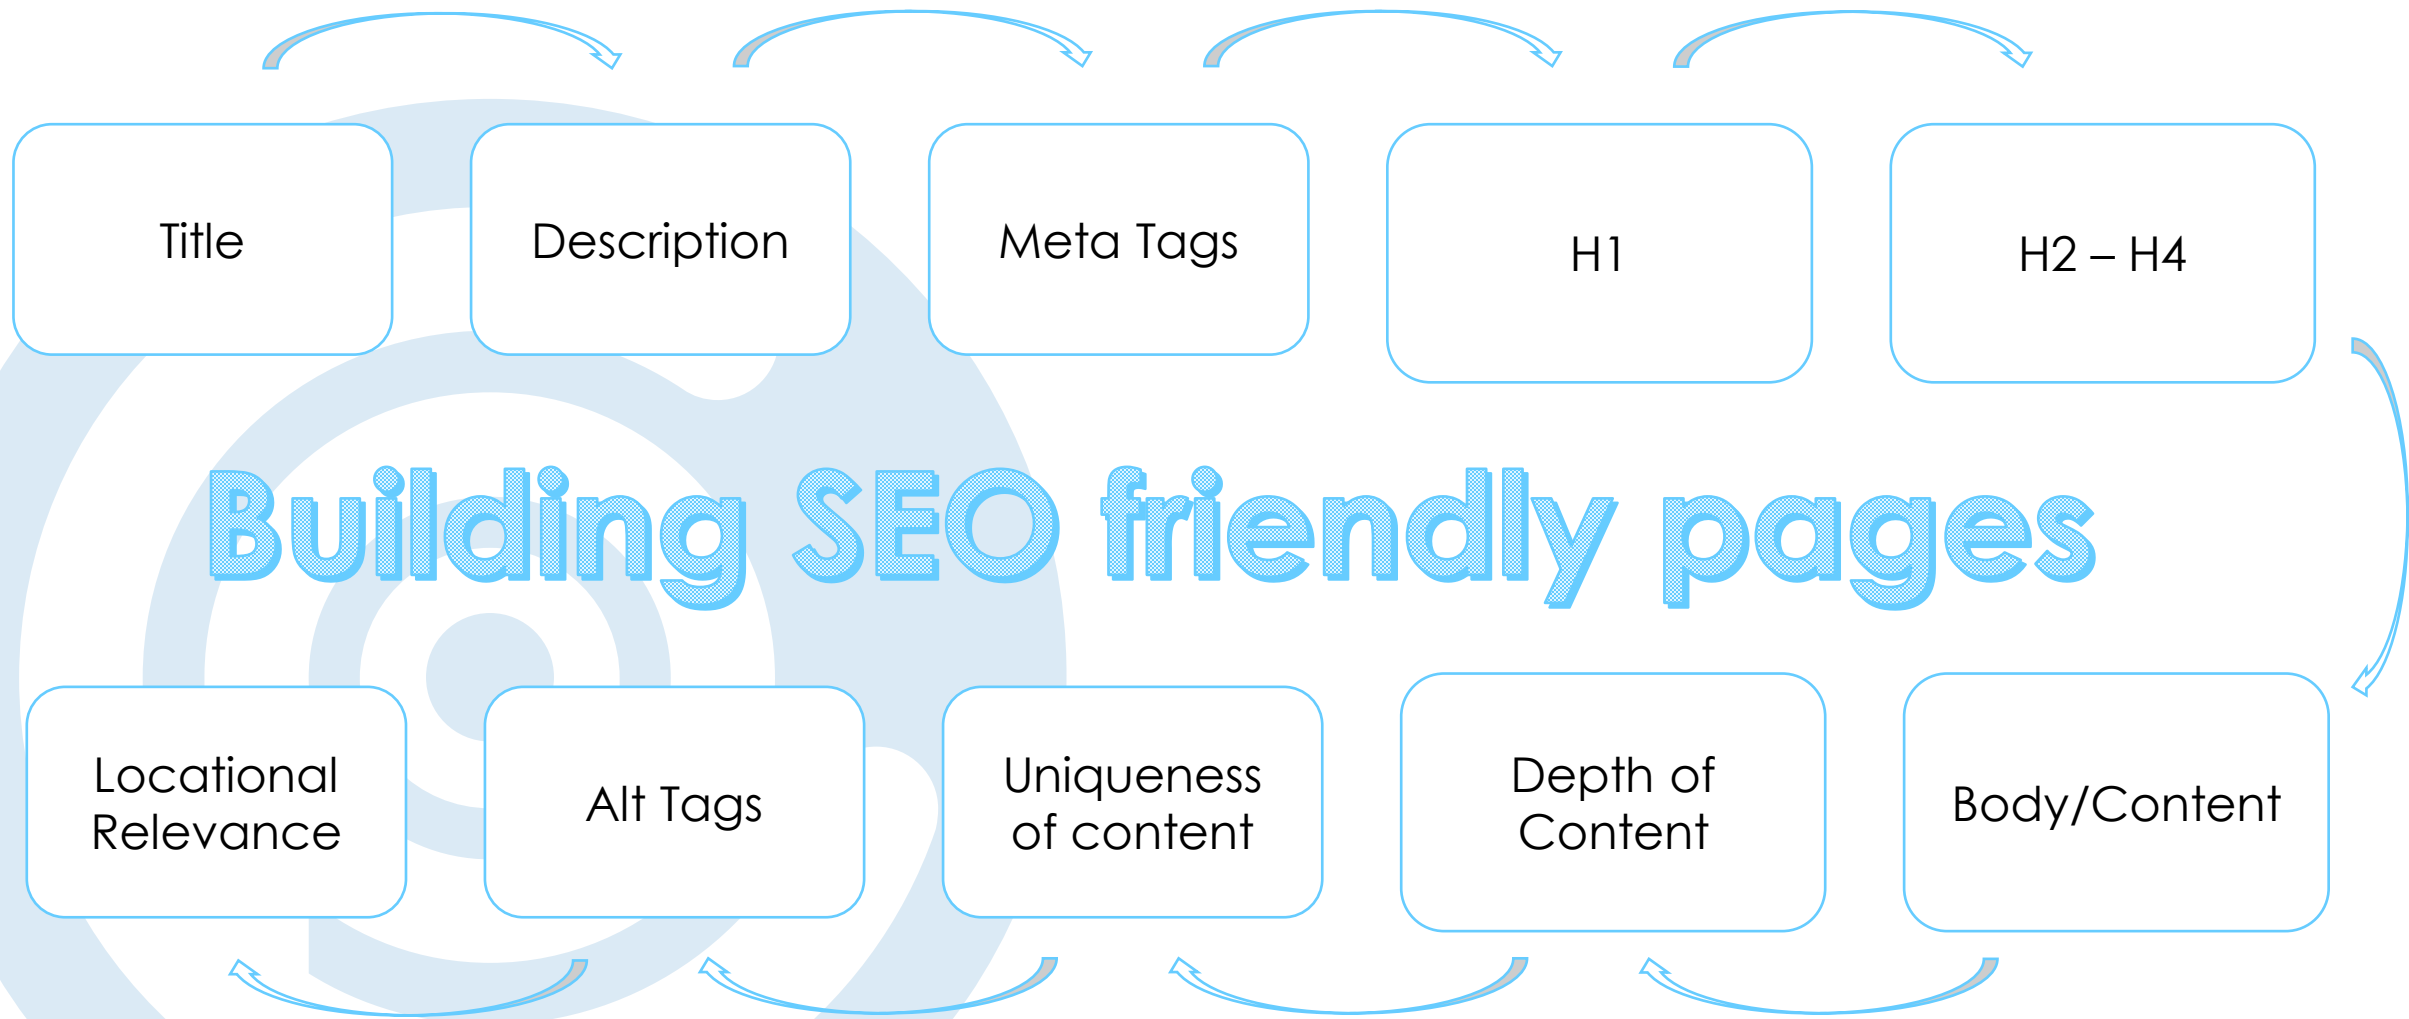 Title
Description
Meta Tags
H1
H2 – H4
Building SEO friendly pages
Locational
Relevance
Alt Tags
Uniqueness
of content
Depth of
Content
Body/Content